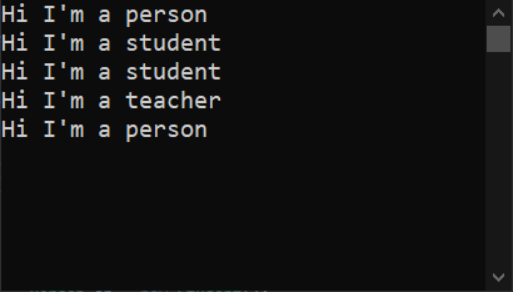 Hi I'm a person
Hi I'm a student
Hi I'm a student
Hi I'm a teacher
Hi I'm a person